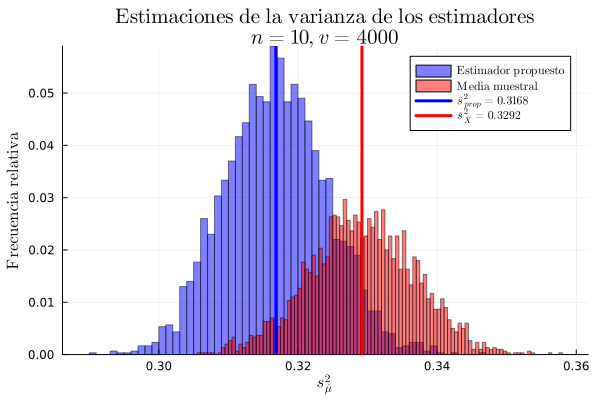 Estimaciones de la varianza de los estimadores
n = 10, v = 4000
Estimador propuesto
Media muestral
s̄²_prop = 0.3168
s̄²_X̄ = 0.3292
Frecuencia relativa
0.05
0.04
0.03
0.02
0.01
0.00
0.30
0.32
0.34
0.36
s²_μ̂